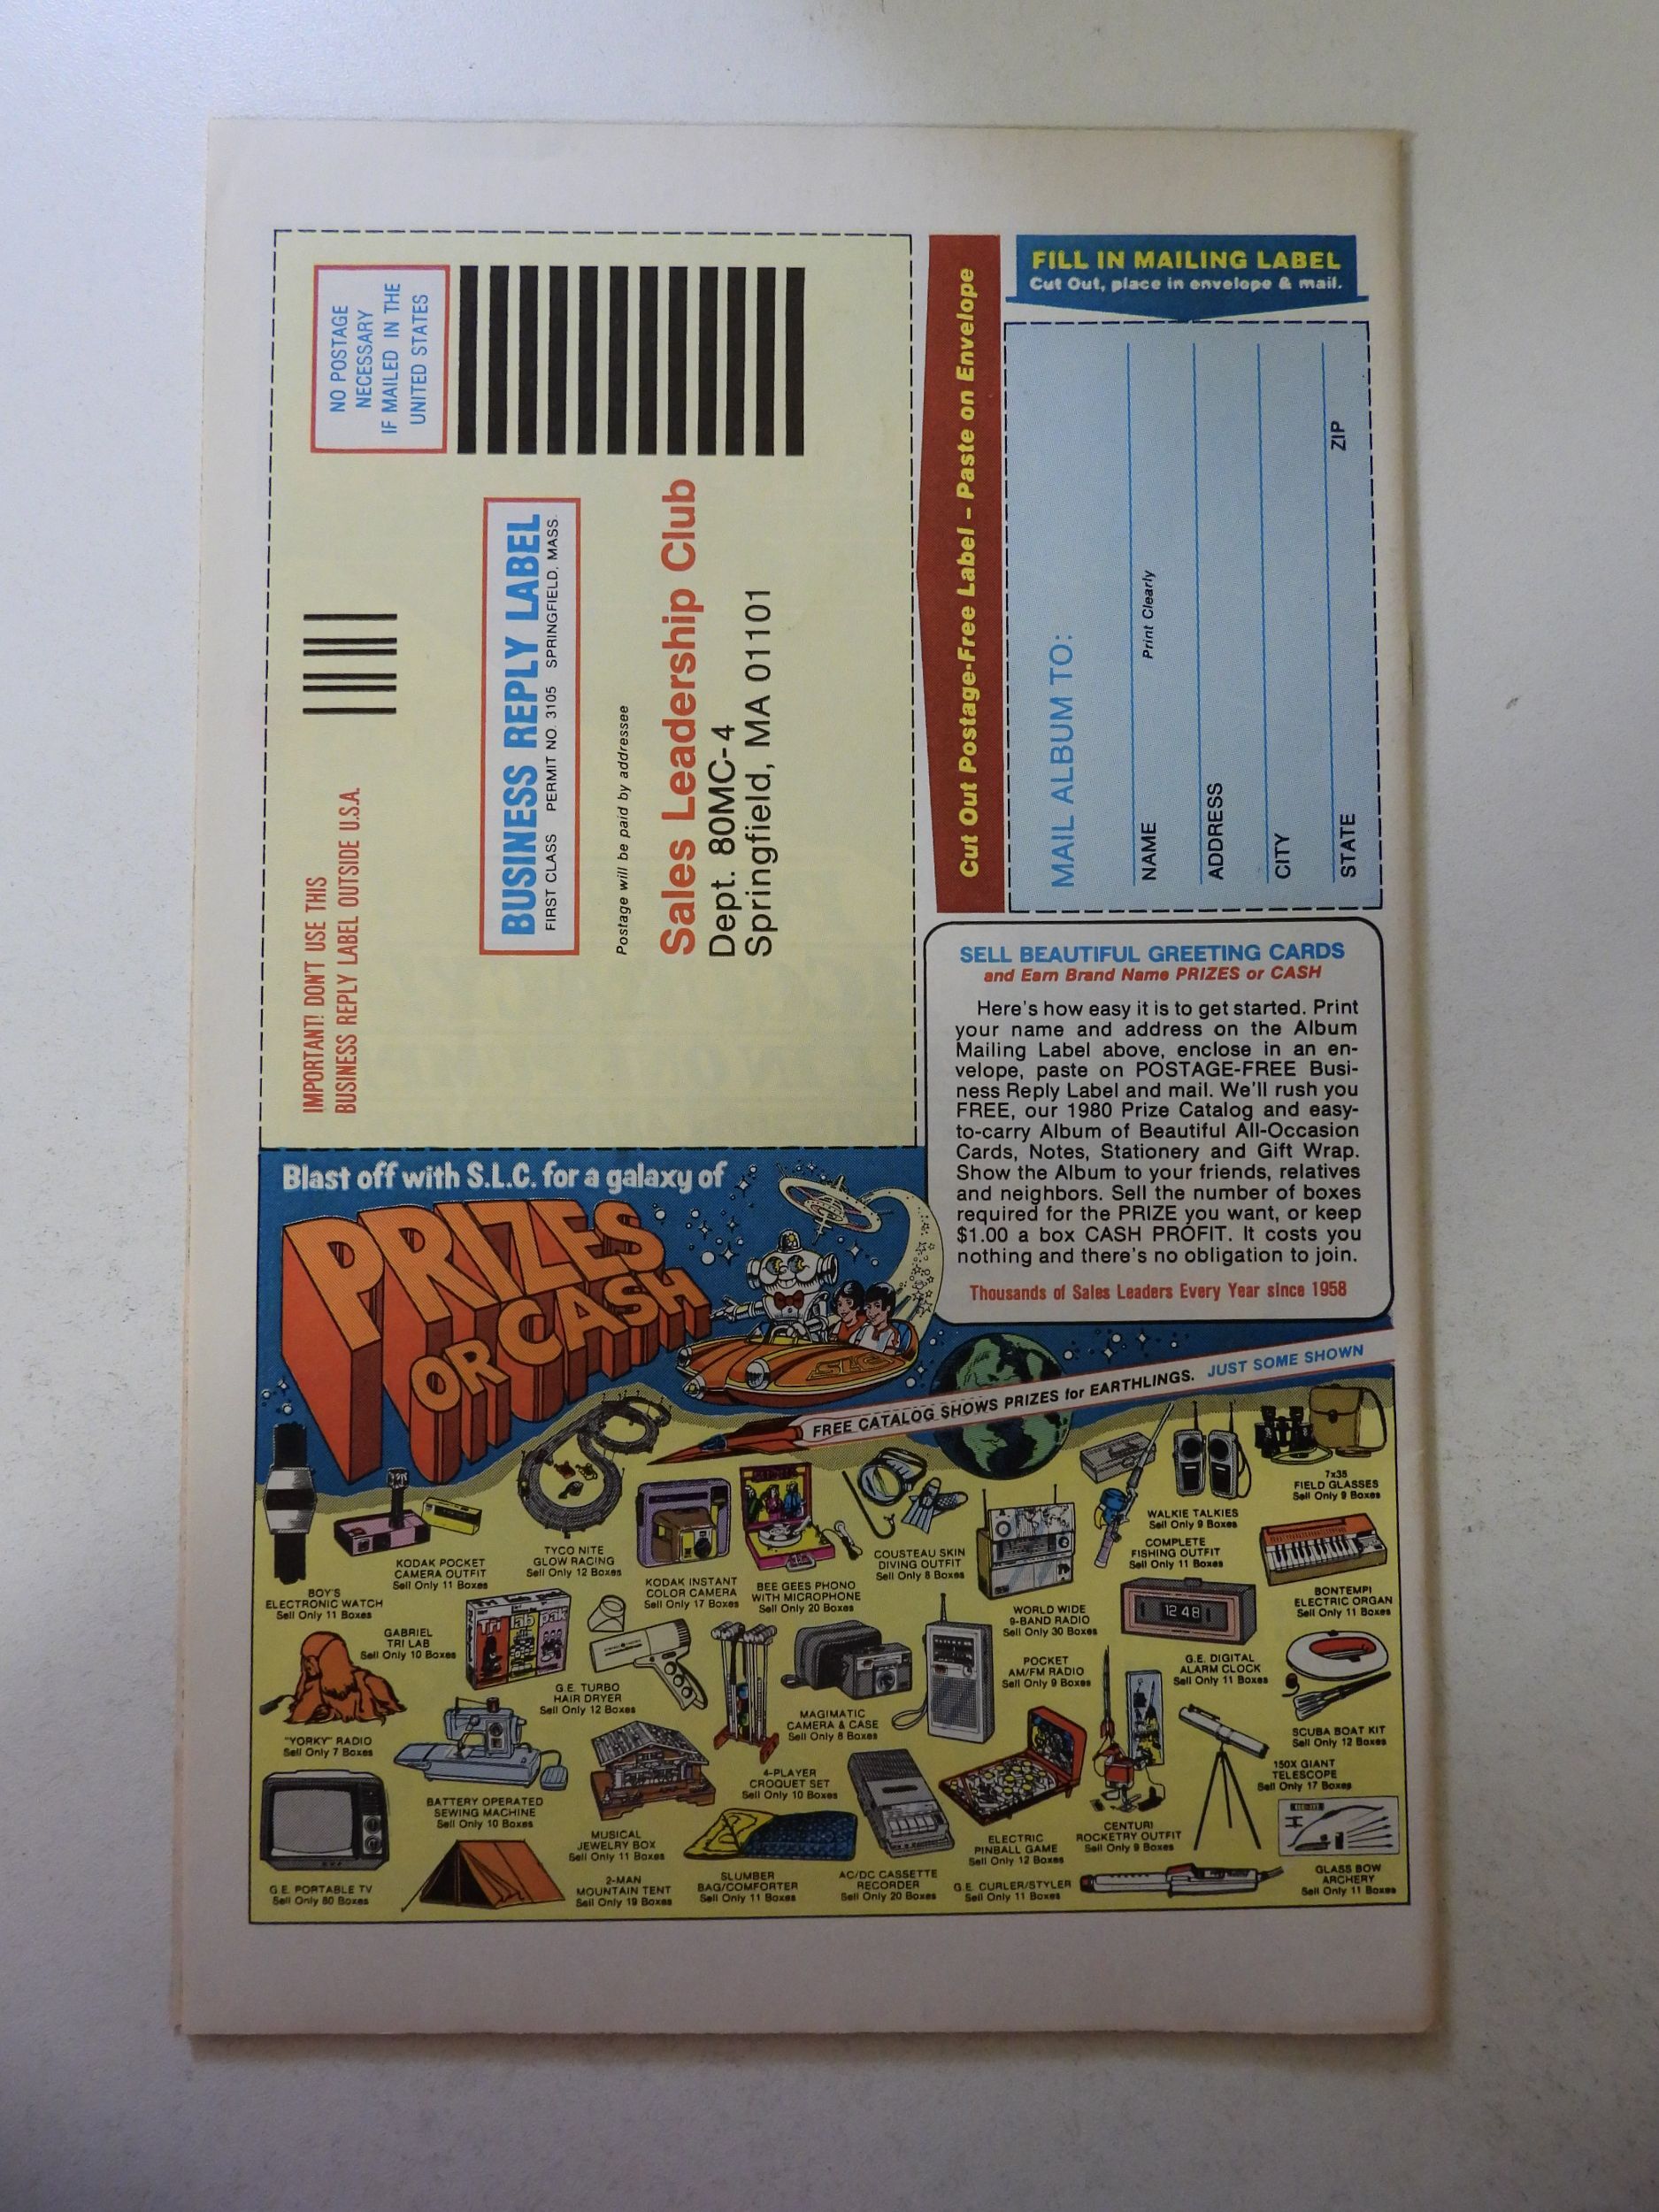 NO POSTAGE
NECESSARY
IF MAILED IN THE
UNITED STATES
IMPORTANT! DON'T USE THIS
BUSINESS REPLY LABEL OUTSIDE U.S.A.
BUSINESS REPLY LABEL
FIRST CLASS PERMIT NO. 3105 SPRINGFIELD, MASS.
Postage will be paid by addressee
Sales Leadership Club
Dept. 80MC-4
Springfield, MA 01101
Cut Out Postage-Free Label – Paste on Envelope
FILL IN MAILING LABEL
Cut Out, place in envelope & mail.
MAIL ALBUM TO:
NAME
Print Clearly
ADDRESS
CITY
STATE ZIP
SELL BEAUTIFUL GREETING CARDS
and Earn Brand Name PRIZES or CASH
Here's how easy it is to get started. Print
your name and address on the Album
Mailing Label above, enclose in an en-
velope, paste on POSTAGE-FREE Busi-
ness Reply Label and mail. We'll rush you
FREE, our 1980 Prize Catalog and easy-
to-carry Album of Beautiful All-Occasion
Cards, Notes, Stationery and Gift Wrap.
Show the Album to your friends, relatives
and neighbors. Sell the number of boxes
required for the PRIZE you want, or keep
$1.00 a box CASH PROFIT. It costs you
nothing and there's no obligation to join.
Thousands of Sales Leaders Every Year since 1958
Blast off with S.L.C. for a galaxy of
PRIZES
OR CASH
SLC
FREE CATALOG SHOWS PRIZES for EARTHLINGS. JUST SOME SHOWN
BOY'S
ELECTRONIC WATCH
Sell Only 11 Boxes
KODAK POCKET
CAMERA OUTFIT
Sell Only 11 Boxes
TYCO NITE
GLOW RACING
Sell Only 12 Boxes
KODAK INSTANT
COLOR CAMERA
Sell Only 17 Boxes
BEE GEES PHONO
WITH MICROPHONE
Sell Only 20 Boxes
COUSTEAU SKIN
DIVING OUTFIT
Sell Only 8 Boxes
WORLD WIDE
9-BAND RADIO
Sell Only 30 Boxes
COMPLETE
FISHING OUTFIT
Sell Only 11 Boxes
WALKIE TALKIES
Sell Only 9 Boxes
7x35
FIELD GLASSES
Sell Only 9 Boxes
BONTEMPI
ELECTRIC ORGAN
Sell Only 11 Boxes
GABRIEL
TRI LAB
Sell Only 10 Boxes
Tri lab pak
G.E. TURBO
HAIR DRYER
Sell Only 12 Boxes
MAGIMATIC
CAMERA & CASE
Sell Only 8 Boxes
POCKET
AM/FM RADIO
Sell Only 9 Boxes
12 48
G.E. DIGITAL
ALARM CLOCK
Sell Only 11 Boxes
SCUBA BOAT KIT
Sell Only 12 Boxes
"YORKY" RADIO
Sell Only 7 Boxes
BATTERY OPERATED
SEWING MACHINE
Sell Only 10 Boxes
MUSICAL
JEWELRY BOX
Sell Only 11 Boxes
4-PLAYER
CROQUET SET
Sell Only 10 Boxes
150X GIANT
TELESCOPE
Sell Only 17 Boxes
G.E. PORTABLE TV
Sell Only 80 Boxes
2-MAN
MOUNTAIN TENT
Sell Only 19 Boxes
SLUMBER
BAG/COMFORTER
Sell Only 11 Boxes
AC/DC CASSETTE
RECORDER
Sell Only 20 Boxes
ELECTRIC
PINBALL GAME
Sell Only 12 Boxes
CENTURI
ROCKETRY OUTFIT
Sell Only 9 Boxes
G.E. CURLER/STYLER
Sell Only 11 Boxes
GLASS BOW
ARCHERY
Sell Only 11 Boxes